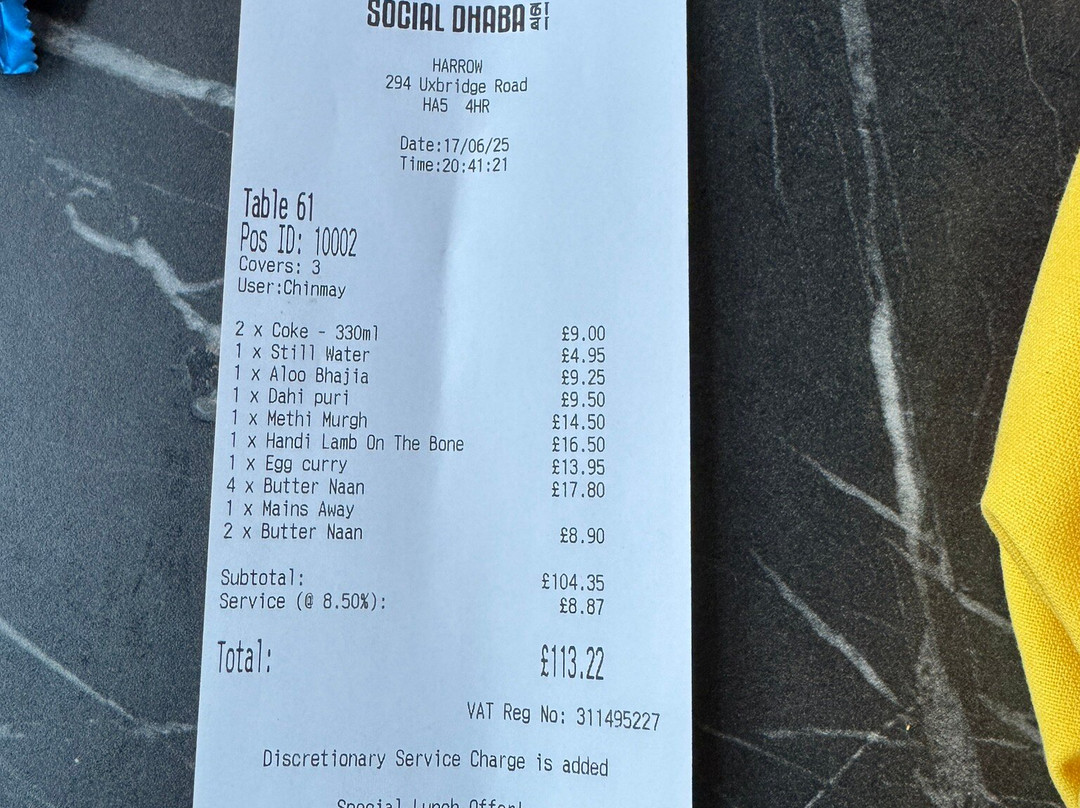 SOCIAL DHABA
HARROW
294 Uxbridge Road
HA5 4HR
Date:17/06/25
Time:20:41:21
Table 61
Pos ID: 10002
Covers: 3
User:Chinmay
2 x Coke - 330ml £9.00
1 x Still Water £4.95
1 x Aloo Bhajia £9.25
1 x Dahi puri £9.50
1 x Methi Murgh £14.50
1 x Handi Lamb On The Bone £16.50
1 x Egg curry £13.95
4 x Butter Naan £17.80
1 x Mains Away
2 x Butter Naan £8.90
Subtotal: £104.35
Service (@ 8.50%): £8.87
Total: £113.22
VAT Reg No: 311495227
Discretionary Service Charge is added
Special Lunch Offer!